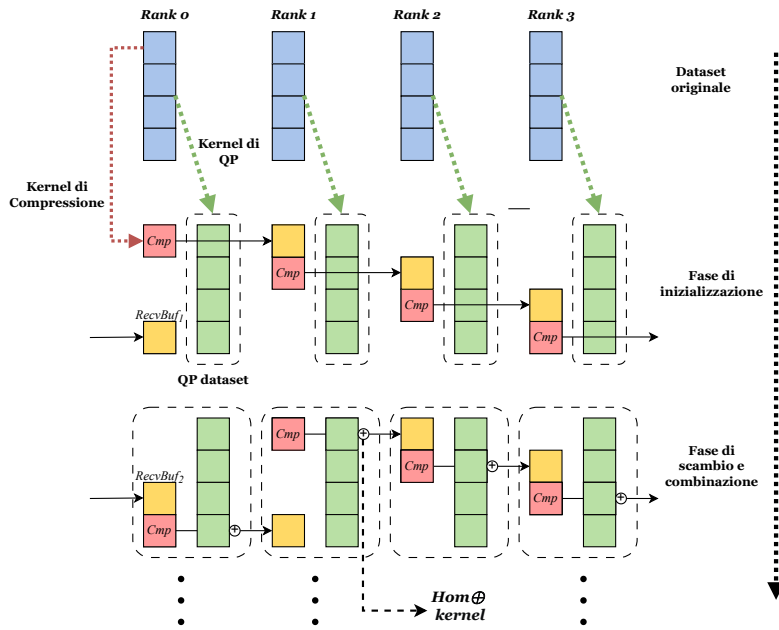 Rank 0 Rank 1 Rank 2 Rank 3
Dataset
originale
Kernel di
QP
Kernel di
Compressione
Cmp
Cmp
Cmp
Cmp
Fase di
inizializzazione
RecvBuf1
QP dataset
Cmp
Cmp
Cmp
Cmp
Fase di
scambio e
combinazione
RecvBuf2
Hom⊕
kernel